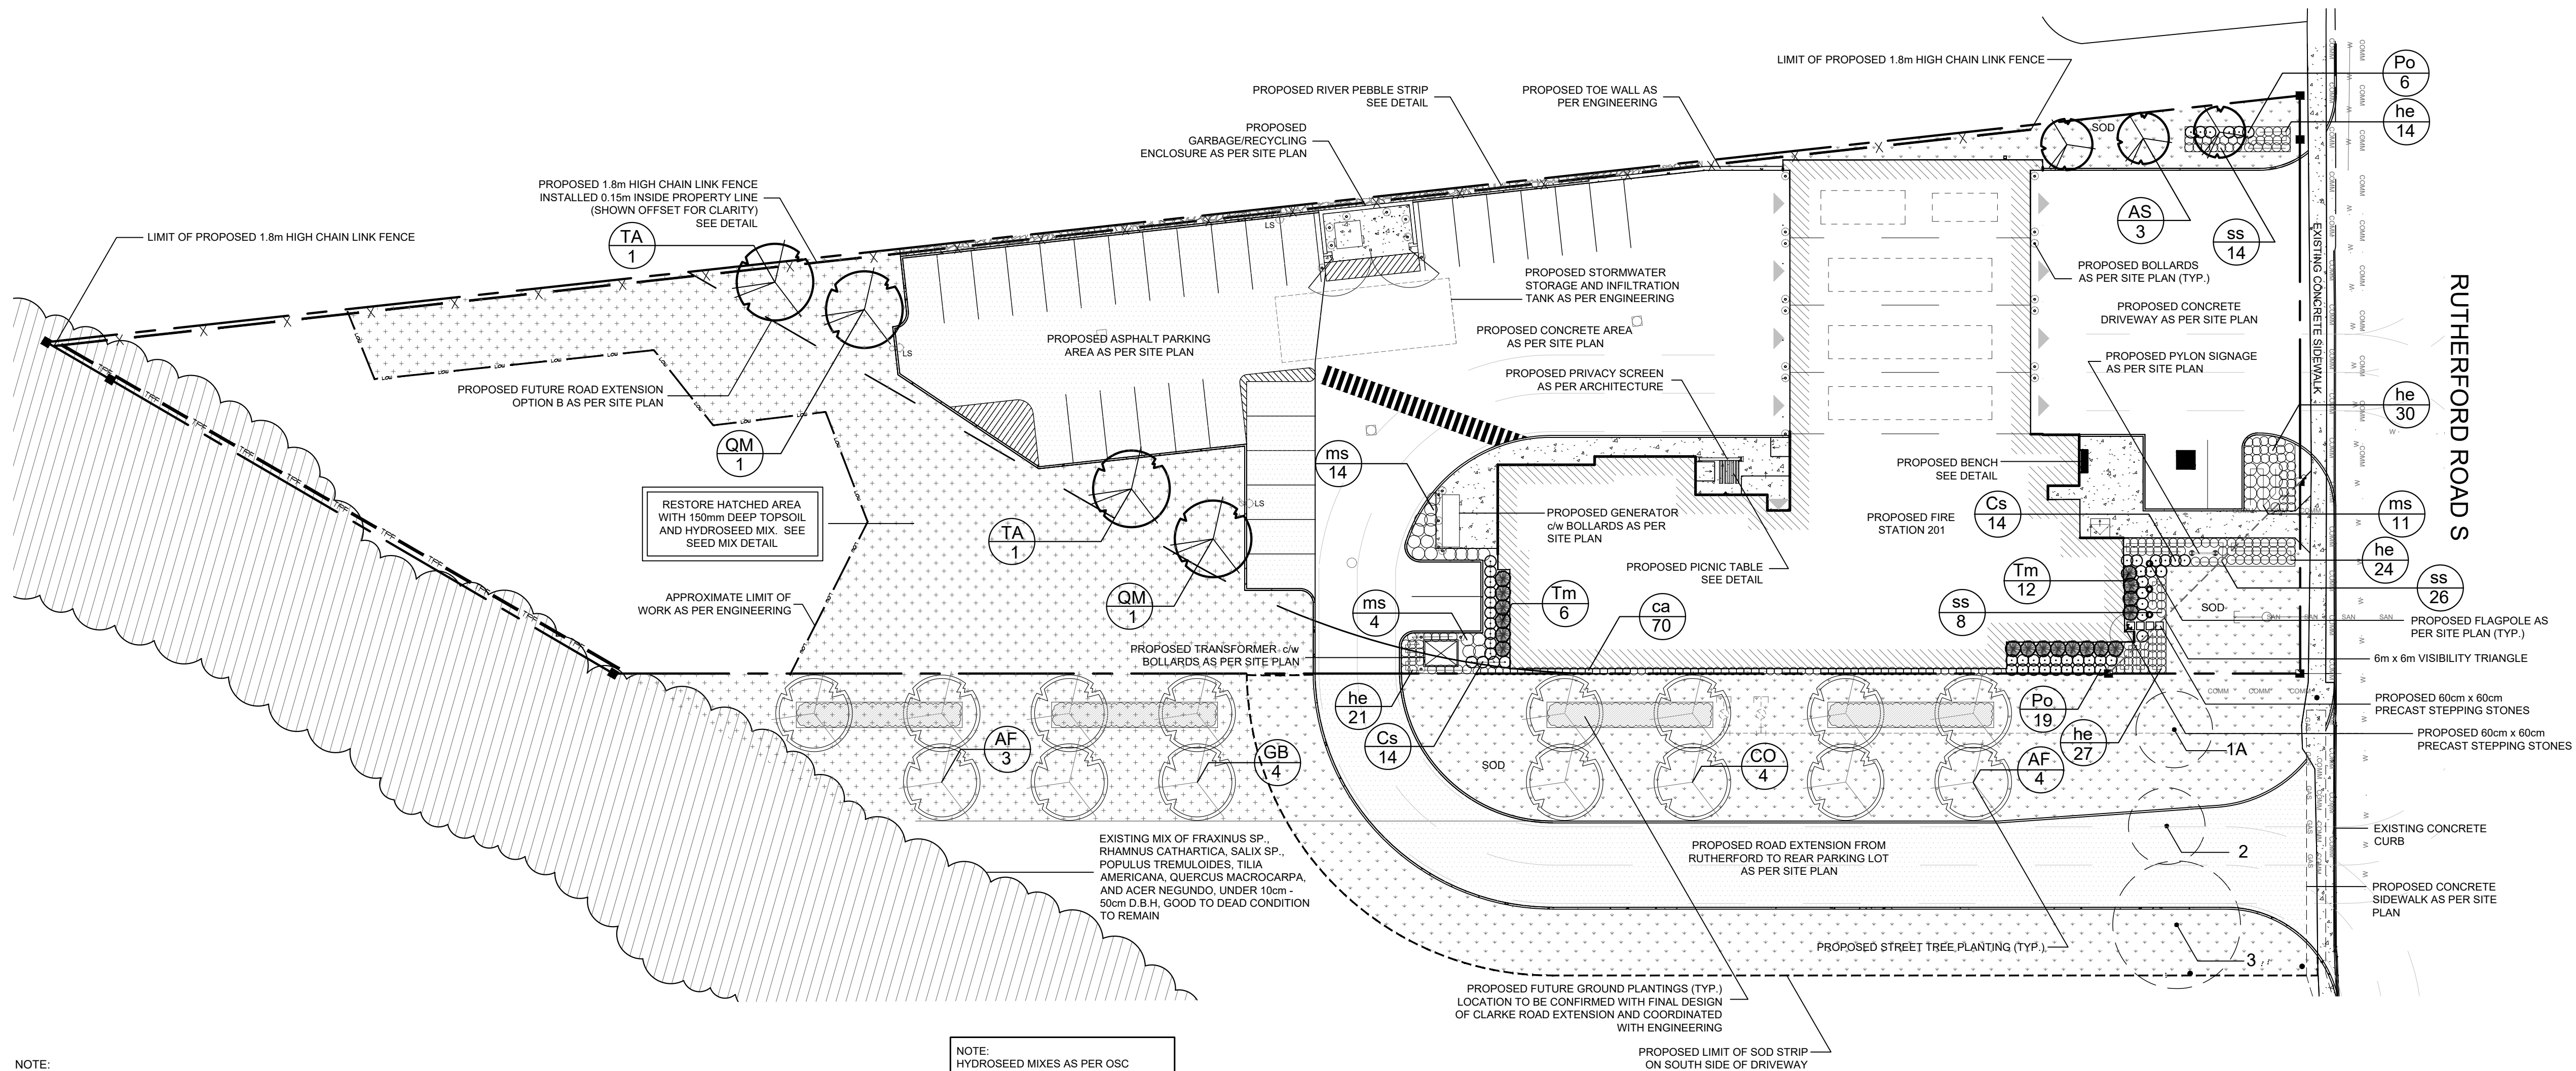 LIMIT OF PROPOSED 1.8m HIGH CHAIN LINK FENCE
Po
6
he
14
PROPOSED RIVER PEBBLE STRIP
SEE DETAIL
PROPOSED TOE WALL AS
PER ENGINEERING
PROPOSED
GARBAGE/RECYCLING
ENCLOSURE AS PER SITE PLAN
SOD
PROPOSED 1.8m HIGH CHAIN LINK FENCE
INSTALLED 0.15m INSIDE PROPERTY LINE
(SHOWN OFFSET FOR CLARITY)
SEE DETAIL
TA
1
LIMIT OF PROPOSED 1.8m HIGH CHAIN LINK FENCE
AS
3
ss
14
LS
PROPOSED STORMWATER
STORAGE AND INFILTRATION
TANK AS PER ENGINEERING
PROPOSED BOLLARDS
AS PER SITE PLAN (TYP.)
PROPOSED CONCRETE
DRIVEWAY AS PER SITE PLAN
EXISTING CONCRETE SIDEWALK
RUTHERFORD ROAD S
PROPOSED CONCRETE AREA
AS PER SITE PLAN
PROPOSED ASPHALT PARKING
AREA AS PER SITE PLAN
LS
PROPOSED PYLON SIGNAGE
AS PER SITE PLAN
PROPOSED PRIVACY SCREEN
AS PER ARCHITECTURE
PROPOSED FUTURE ROAD EXTENSION
OPTION B AS PER SITE PLAN
he
30
QM
1
ms
14
PROPOSED BENCH
SEE DETAIL
RESTORE HATCHED AREA
WITH 150mm DEEP TOPSOIL
AND HYDROSEED MIX. SEE
SEED MIX DETAIL
LS
PROPOSED GENERATOR
c/w BOLLARDS AS PER
SITE PLAN
Cs
14
ms
11
PROPOSED FIRE
STATION 201
TA
1
he
24
PROPOSED PICNIC TABLE
SEE DETAIL
Tm
12
ss
26
APPROXIMATE LIMIT OF
WORK AS PER ENGINEERING
QM
1
ms
4
Tm
6
ca
70
ss
8
SOD
SAN SAN SAN SAN
PROPOSED FLAGPOLE AS
PER SITE PLAN (TYP.)
PROPOSED TRANSFORMER c/w
BOLLARDS AS PER SITE PLAN
6m x 6m VISIBILITY TRIANGLE
COMM COMM COMM
he
21
Po
19
PROPOSED 60cm x 60cm
PRECAST STEPPING STONES
AF
3
GB
4
Cs
14
SOD
CO
4
he
27
AF
4
1A
PROPOSED 60cm x 60cm
PRECAST STEPPING STONES
EXISTING MIX OF FRAXINUS SP.,
RHAMNUS CATHARTICA, SALIX SP.,
POPULUS TREMULOIDES, TILIA
AMERICANA, QUERCUS MACROCARPA,
AND ACER NEGUNDO, UNDER 10cm -
50cm D.B.H, GOOD TO DEAD CONDITION
TO REMAIN
PROPOSED ROAD EXTENSION FROM
RUTHERFORD TO REAR PARKING LOT
AS PER SITE PLAN
2
EXISTING CONCRETE
CURB
PROPOSED CONCRETE
SIDEWALK AS PER SITE
PLAN
PROPOSED STREET TREE PLANTING (TYP.)
3
PROPOSED FUTURE GROUND PLANTINGS (TYP.)
LOCATION TO BE CONFIRMED WITH FINAL DESIGN
OF CLARKE ROAD EXTENSION AND COORDINATED
WITH ENGINEERING
PROPOSED LIMIT OF SOD STRIP
ON SOUTH SIDE OF DRIVEWAY
NOTE:
NOTE:
HYDROSEED MIXES AS PER OSC